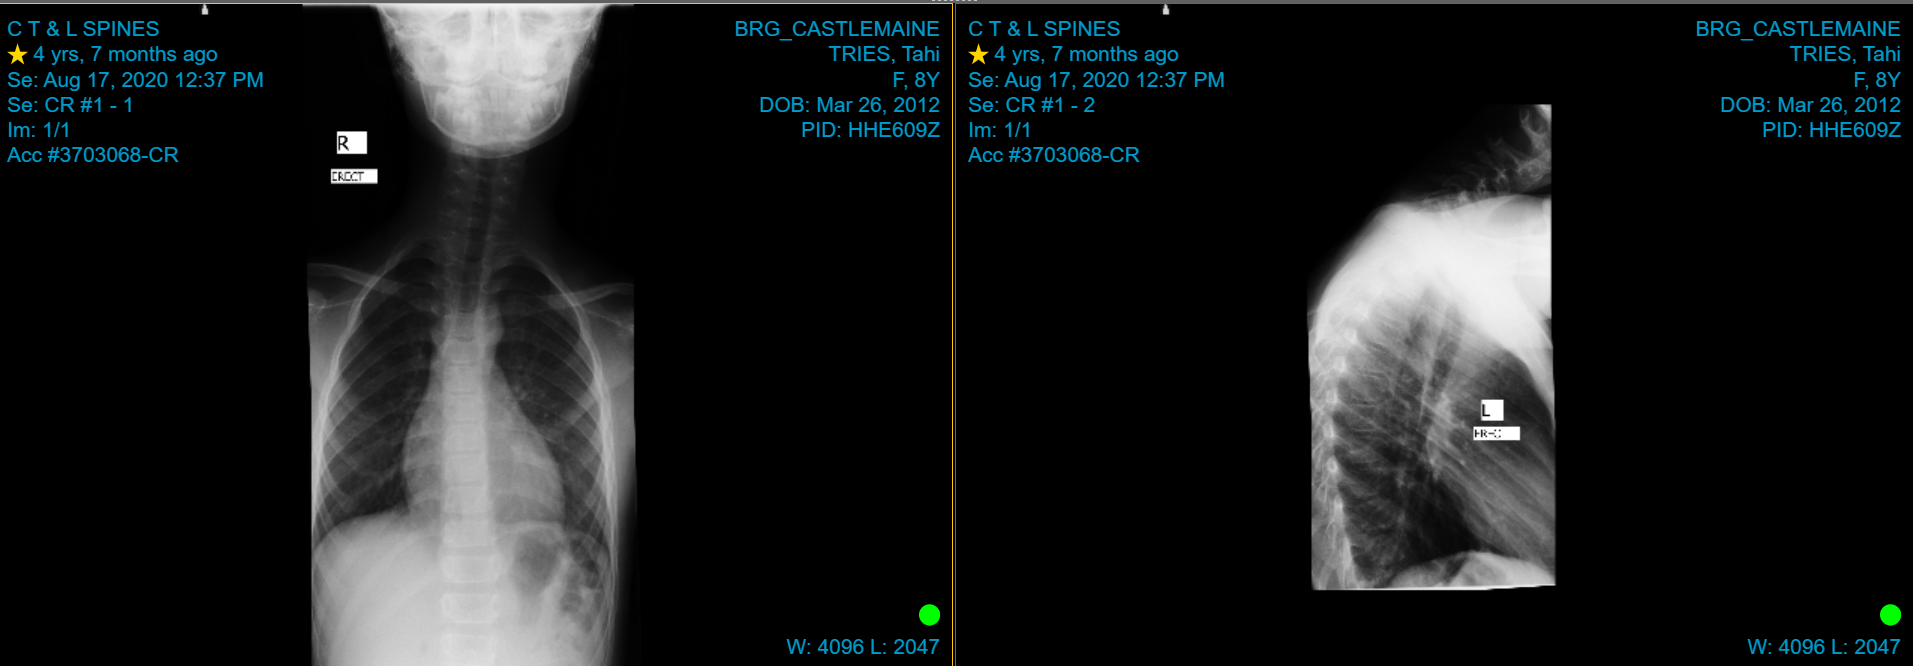 C T & L SPINES
4 yrs, 7 months ago
Se: Aug 17, 2020 12:37 PM
Se: CR #1 - 1
Im: 1/1
Acc #3703068-CR
BRG_CASTLEMAINE
TRIES, Tahi
F, 8Y
DOB: Mar 26, 2012
PID: HHE609Z
R
ERECT
W: 4096 L: 2047
C T & L SPINES
4 yrs, 7 months ago
Se: Aug 17, 2020 12:37 PM
Se: CR #1 - 2
Im: 1/1
Acc #3703068-CR
BRG_CASTLEMAINE
TRIES, Tahi
F, 8Y
DOB: Mar 26, 2012
PID: HHE609Z
L
W: 4096 L: 2047